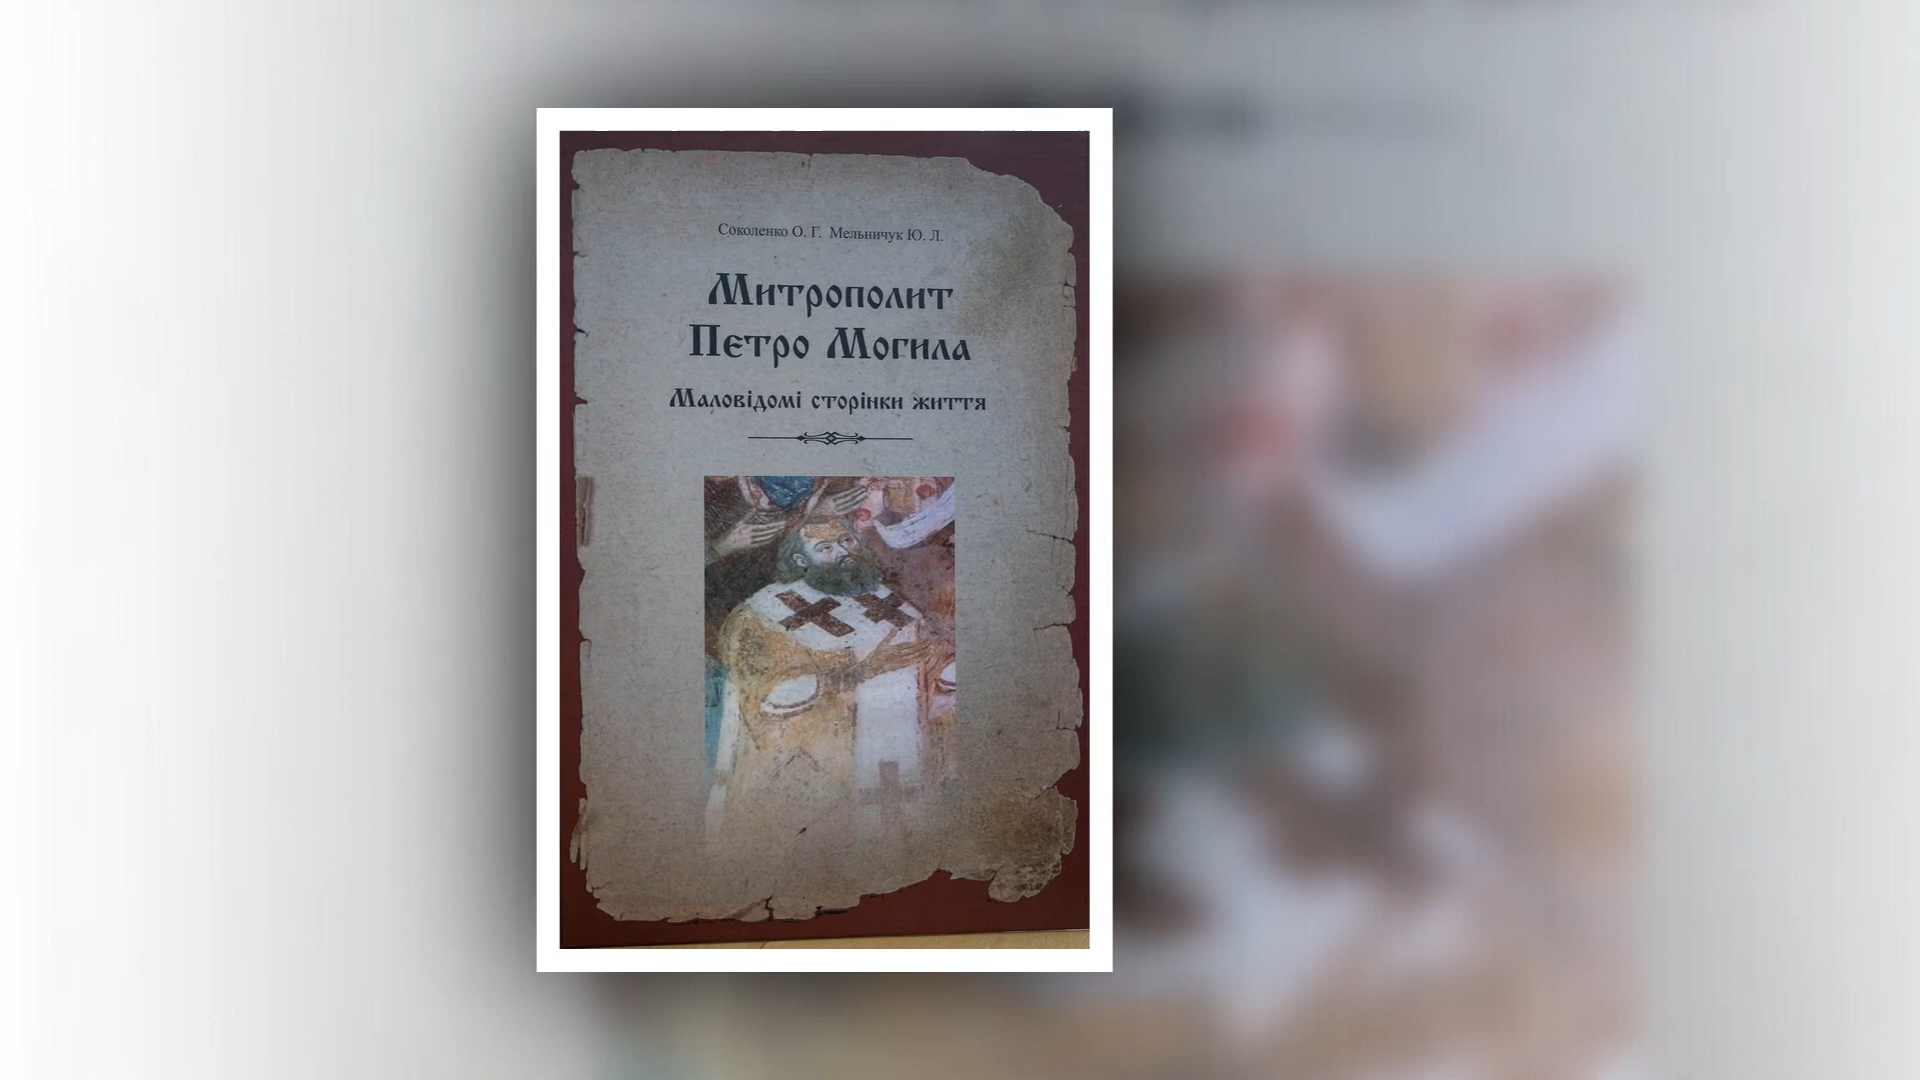 Соколенко О. Г. Мельничук Ю. Л.
Митрополит
Петро Могила
Маловідомі сторінки життя